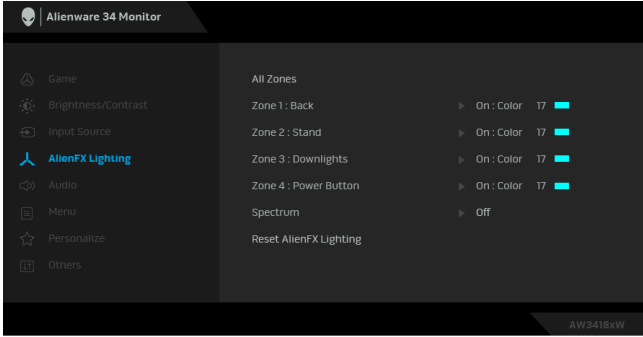 Alienware 34 Monitor
Game
All Zones
Brightness/Contrast
Zone 1 : Back On : Color 17
Input Source
Zone 2 : Stand On : Color 17
AlienFX Lighting
Zone 3 : Downlights On : Color 17
Audio
Zone 4 : Power Button On : Color 17
Menu
Spectrum Off
Personalize
Reset AlienFX Lighting
Others
AW3418xW